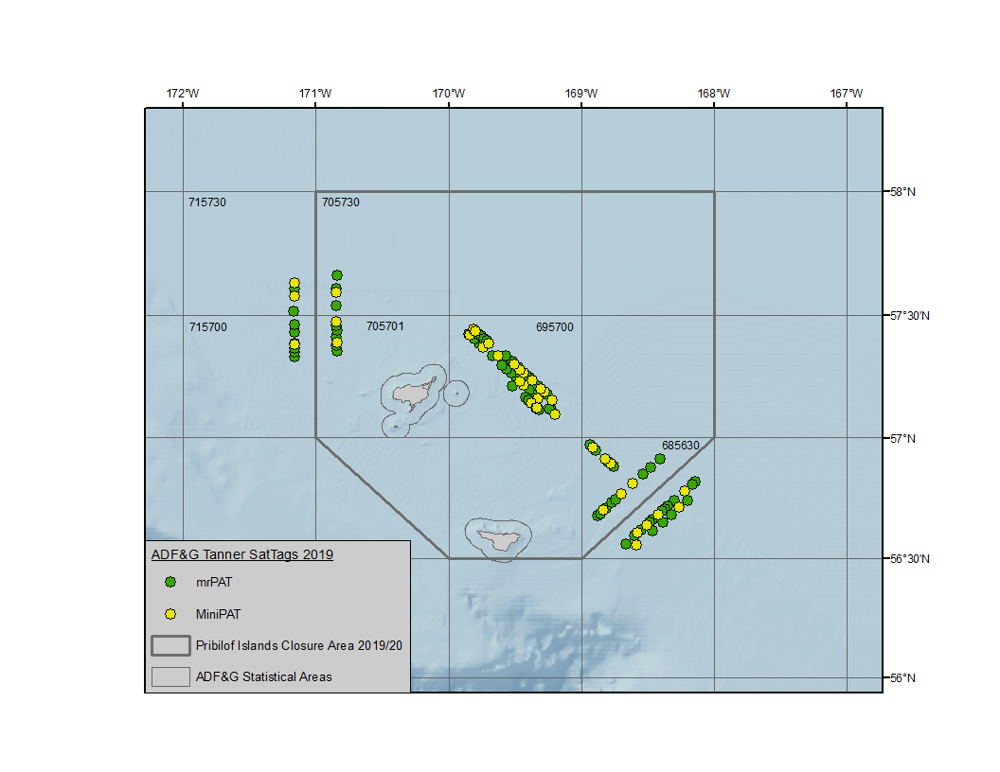 172°W 171°W 170°W 169°W 168°W 167°W
58°N
715730 705730
57°30'N
715700 705701 695700
57°N
685630
56°30'N
ADF&G Tanner SatTags 2019
mrPAT
MiniPAT
Pribilof Islands Closure Area 2019/20
ADF&G Statistical Areas
56°N